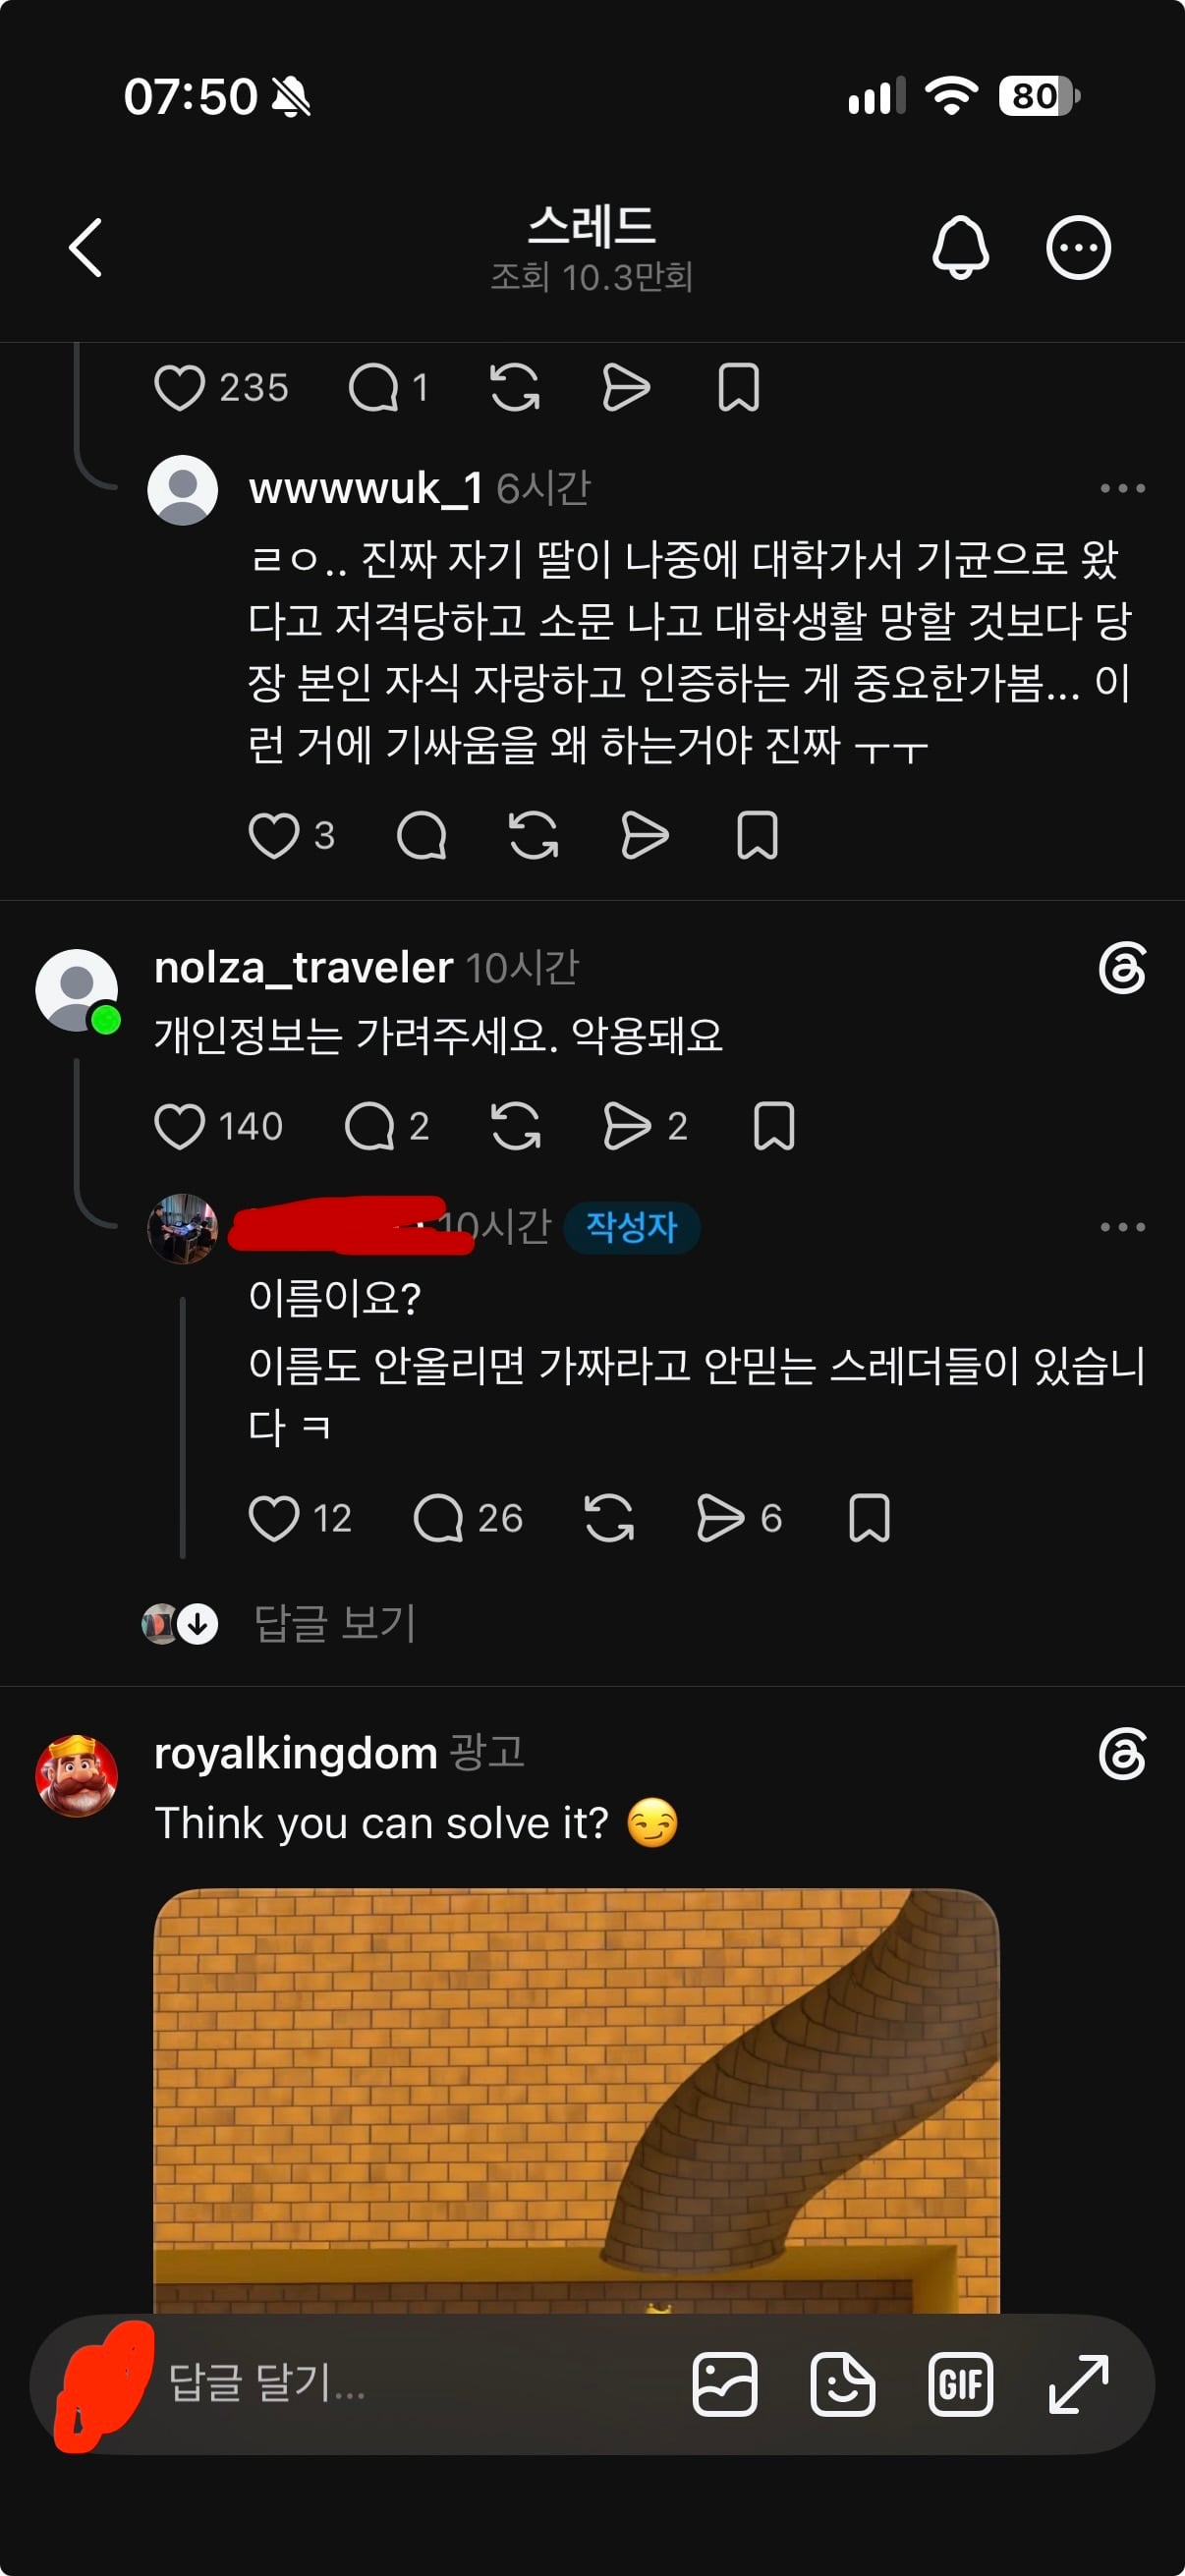 07:50
80
스레드
조회 10.3만회
235
1
wwwwuk_1 6시간
ㄹㅇ.. 진짜 자기 딸이 나중에 대학가서 기균으로 왔
다고 저격당하고 소문 나고 대학생활 망할 것보다 당
장 본인 자식 자랑하고 인증하는 게 중요한가봄... 이
런 거에 기싸움을 왜 하는거야 진짜 ㅜㅜ
3
nolza_traveler 10시간
개인정보는 가려주세요. 악용돼요
140
2
2
10시간
작성자
이름이요?
이름도 안올리면 가짜라고 안믿는 스레더들이 있습니
다 ㅋ
12
26
6
답글 보기
royalkingdom 광고
Think you can solve it? 😏
답글 달기...
GIF